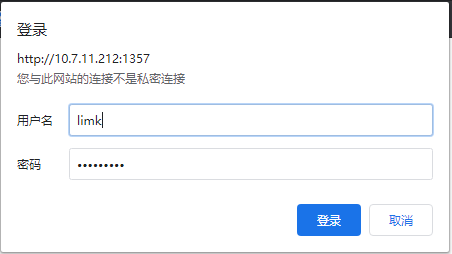 登录
http://10.7.11.212:1357
您与此网站的连接不是私密连接
用户名 limk
密码 •••••••••
登录 取消